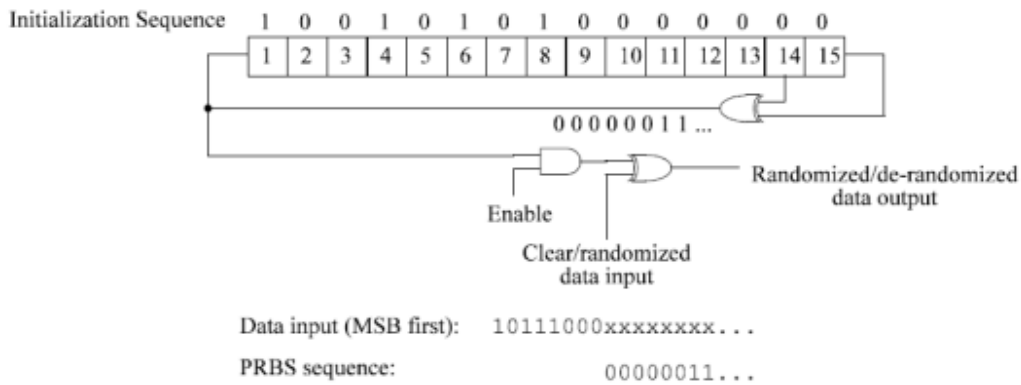 Initialization Sequence 1 0 0 1 0 1 0 1 0 0 0 0 0 0 0
1 2 3 4 5 6 7 8 9 10 11 12 13 14 15
0 0 0 0 0 0 1 1 ...
Enable
Clear/randomized
data input
Randomized/de-randomized
data output
Data input (MSB first): 10111000xxxxxxxx...
PRBS sequence: 00000011...